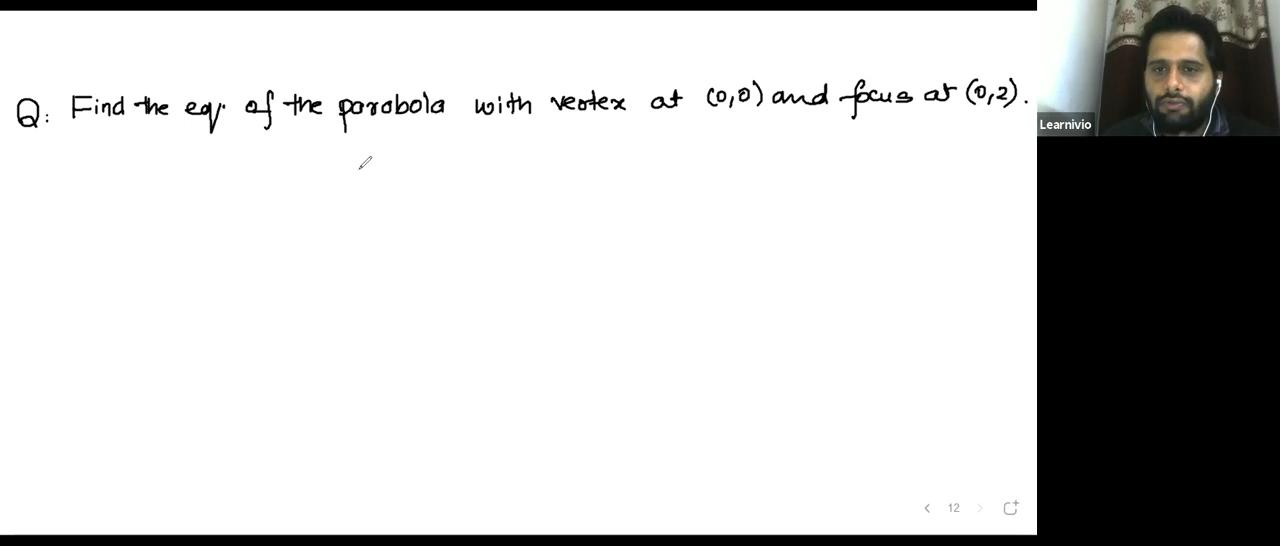 Q: Find the eqn of the parabola with vertex at (0,0) and focus at (0,2).
Learnivio
12